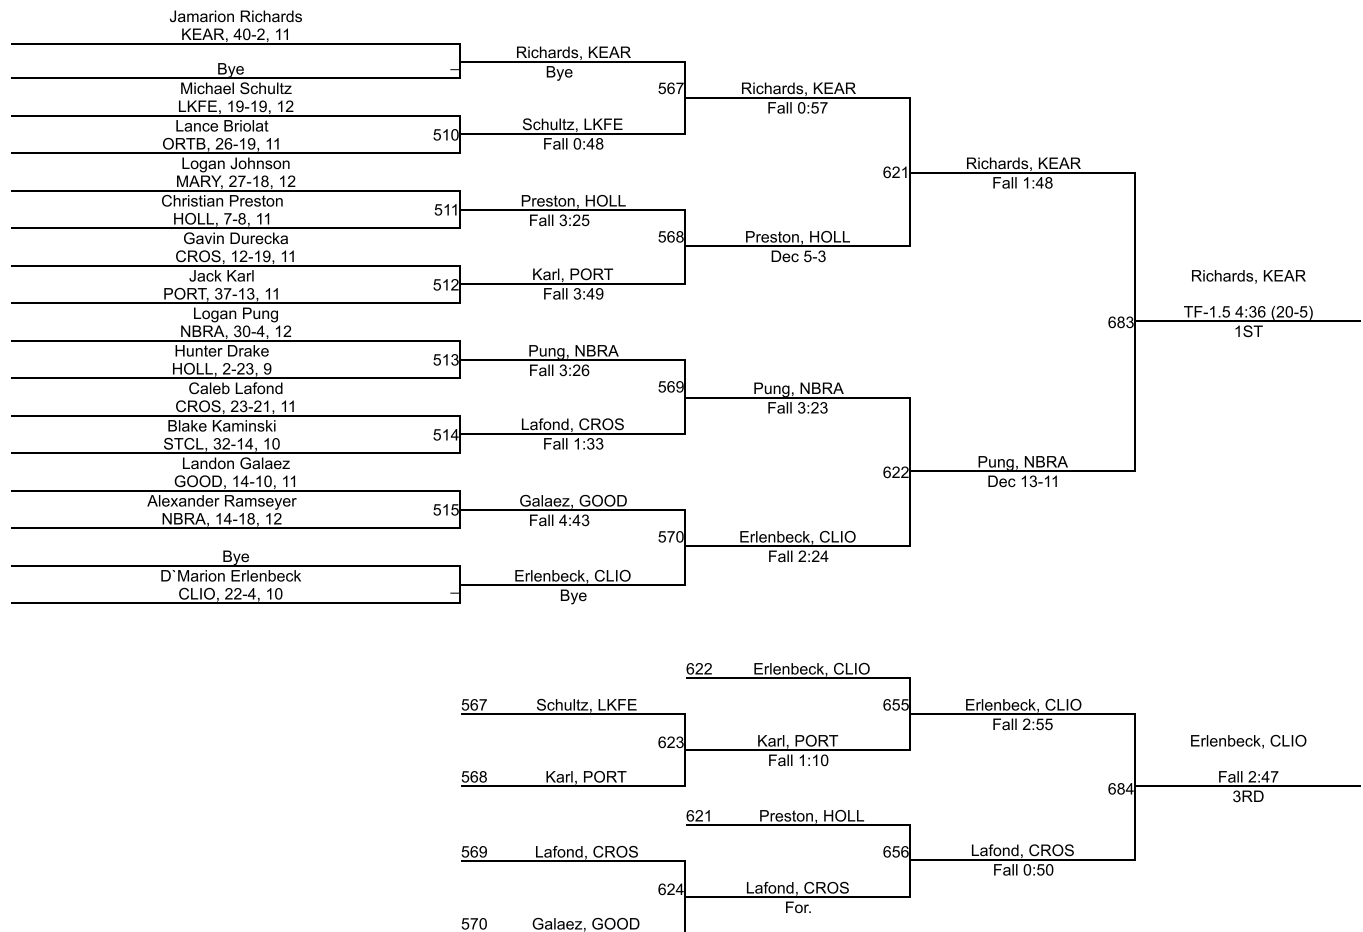 Jamarion Richards
KEAR, 40-2, 11
Bye
Michael Schultz
LKFE, 19-19, 12
Lance Briolat
ORTB, 26-19, 11
Logan Johnson
MARY, 27-18, 12
Christian Preston
HOLL, 7-8, 11
Gavin Durecka
CROS, 12-19, 11
Jack Karl
PORT, 37-13, 11
Logan Pung
NBRA, 30-4, 12
Hunter Drake
HOLL, 2-23, 9
Caleb Lafond
CROS, 23-21, 11
Blake Kaminski
STCL, 32-14, 10
Landon Galaez
GOOD, 14-10, 11
Alexander Ramseyer
NBRA, 14-18, 12
Bye
D`Marion Erlenbeck
CLIO, 22-4, 10
510
511
512
513
514
515
Richards, KEAR
Bye
Schultz, LKFE
Fall 0:48
Preston, HOLL
Fall 3:25
Karl, PORT
Fall 3:49
Pung, NBRA
Fall 3:26
Lafond, CROS
Fall 1:33
Galaez, GOOD
Fall 4:43
Erlenbeck, CLIO
Bye
567
568
569
570
Richards, KEAR
Fall 0:57
Preston, HOLL
Dec 5-3
Pung, NBRA
Fall 3:23
Erlenbeck, CLIO
Fall 2:24
621
622
Richards, KEAR
Fall 1:48
Pung, NBRA
Dec 13-11
683
Richards, KEAR
TF-1.5 4:36 (20-5)
1ST
567 Schultz, LKFE
568 Karl, PORT
569 Lafond, CROS
570 Galaez, GOOD
623
624
622 Erlenbeck, CLIO
Karl, PORT
Fall 1:10
621 Preston, HOLL
Lafond, CROS
For.
655
656
Erlenbeck, CLIO
Fall 2:55
Lafond, CROS
Fall 0:50
684
Erlenbeck, CLIO
Fall 2:47
3RD